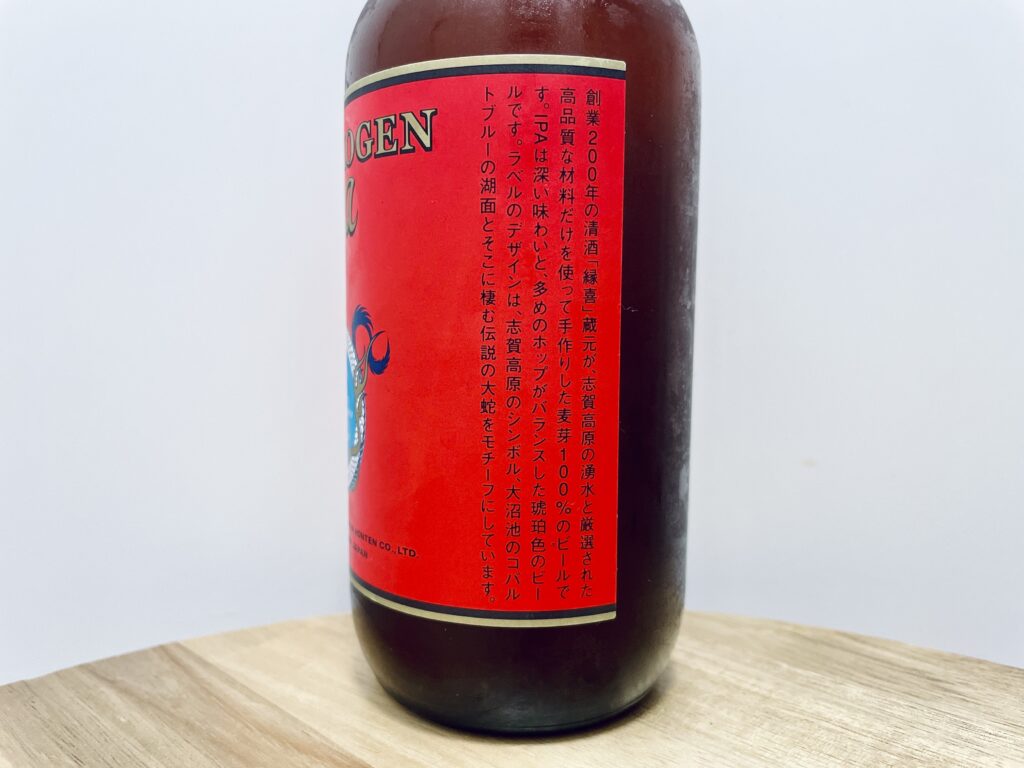 OGEN
a
HONTEN CO.,LTD.
JAPAN
創業200年の清酒「縁喜」蔵元が、志賀高原の湧水と厳選された
高品質な材料だけを使って手作りした麦芽100%のビールで
す。IPAは深い味わいと、多めのホップがバランスした琥珀色のビー
ルです。ラベルのデザインは、志賀高原のシンボル、大沼池のコバル
トブルーの湖面とそこに棲む伝説の大蛇をモチーフにしています。